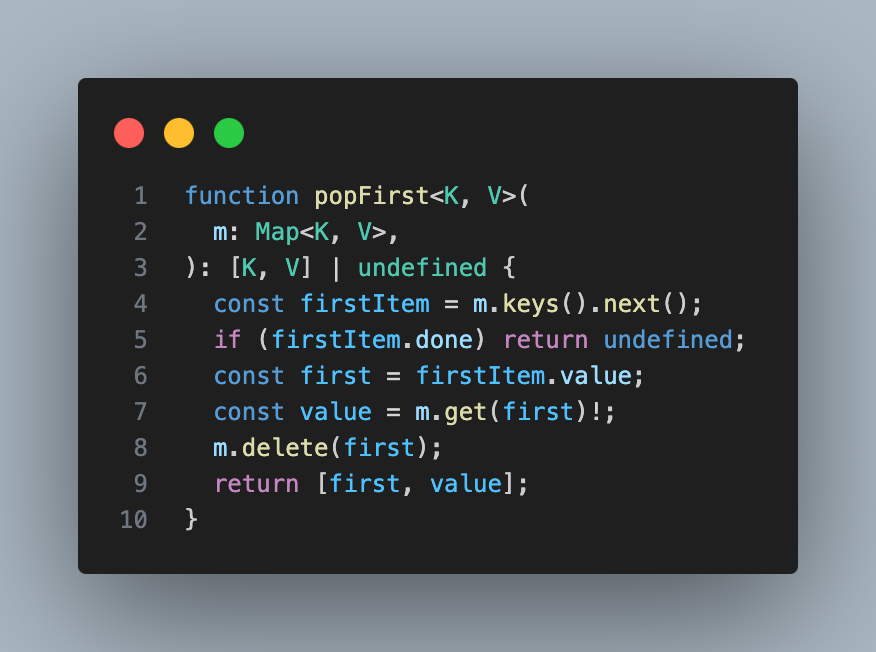 1 function popFirst<K, V>(
2   m: Map<K, V>,
3 ): [K, V] | undefined {
4   const firstItem = m.keys().next();
5   if (firstItem.done) return undefined;
6   const first = firstItem.value;
7   const value = m.get(first)!;
8   m.delete(first);
9   return [first, value];
10 }